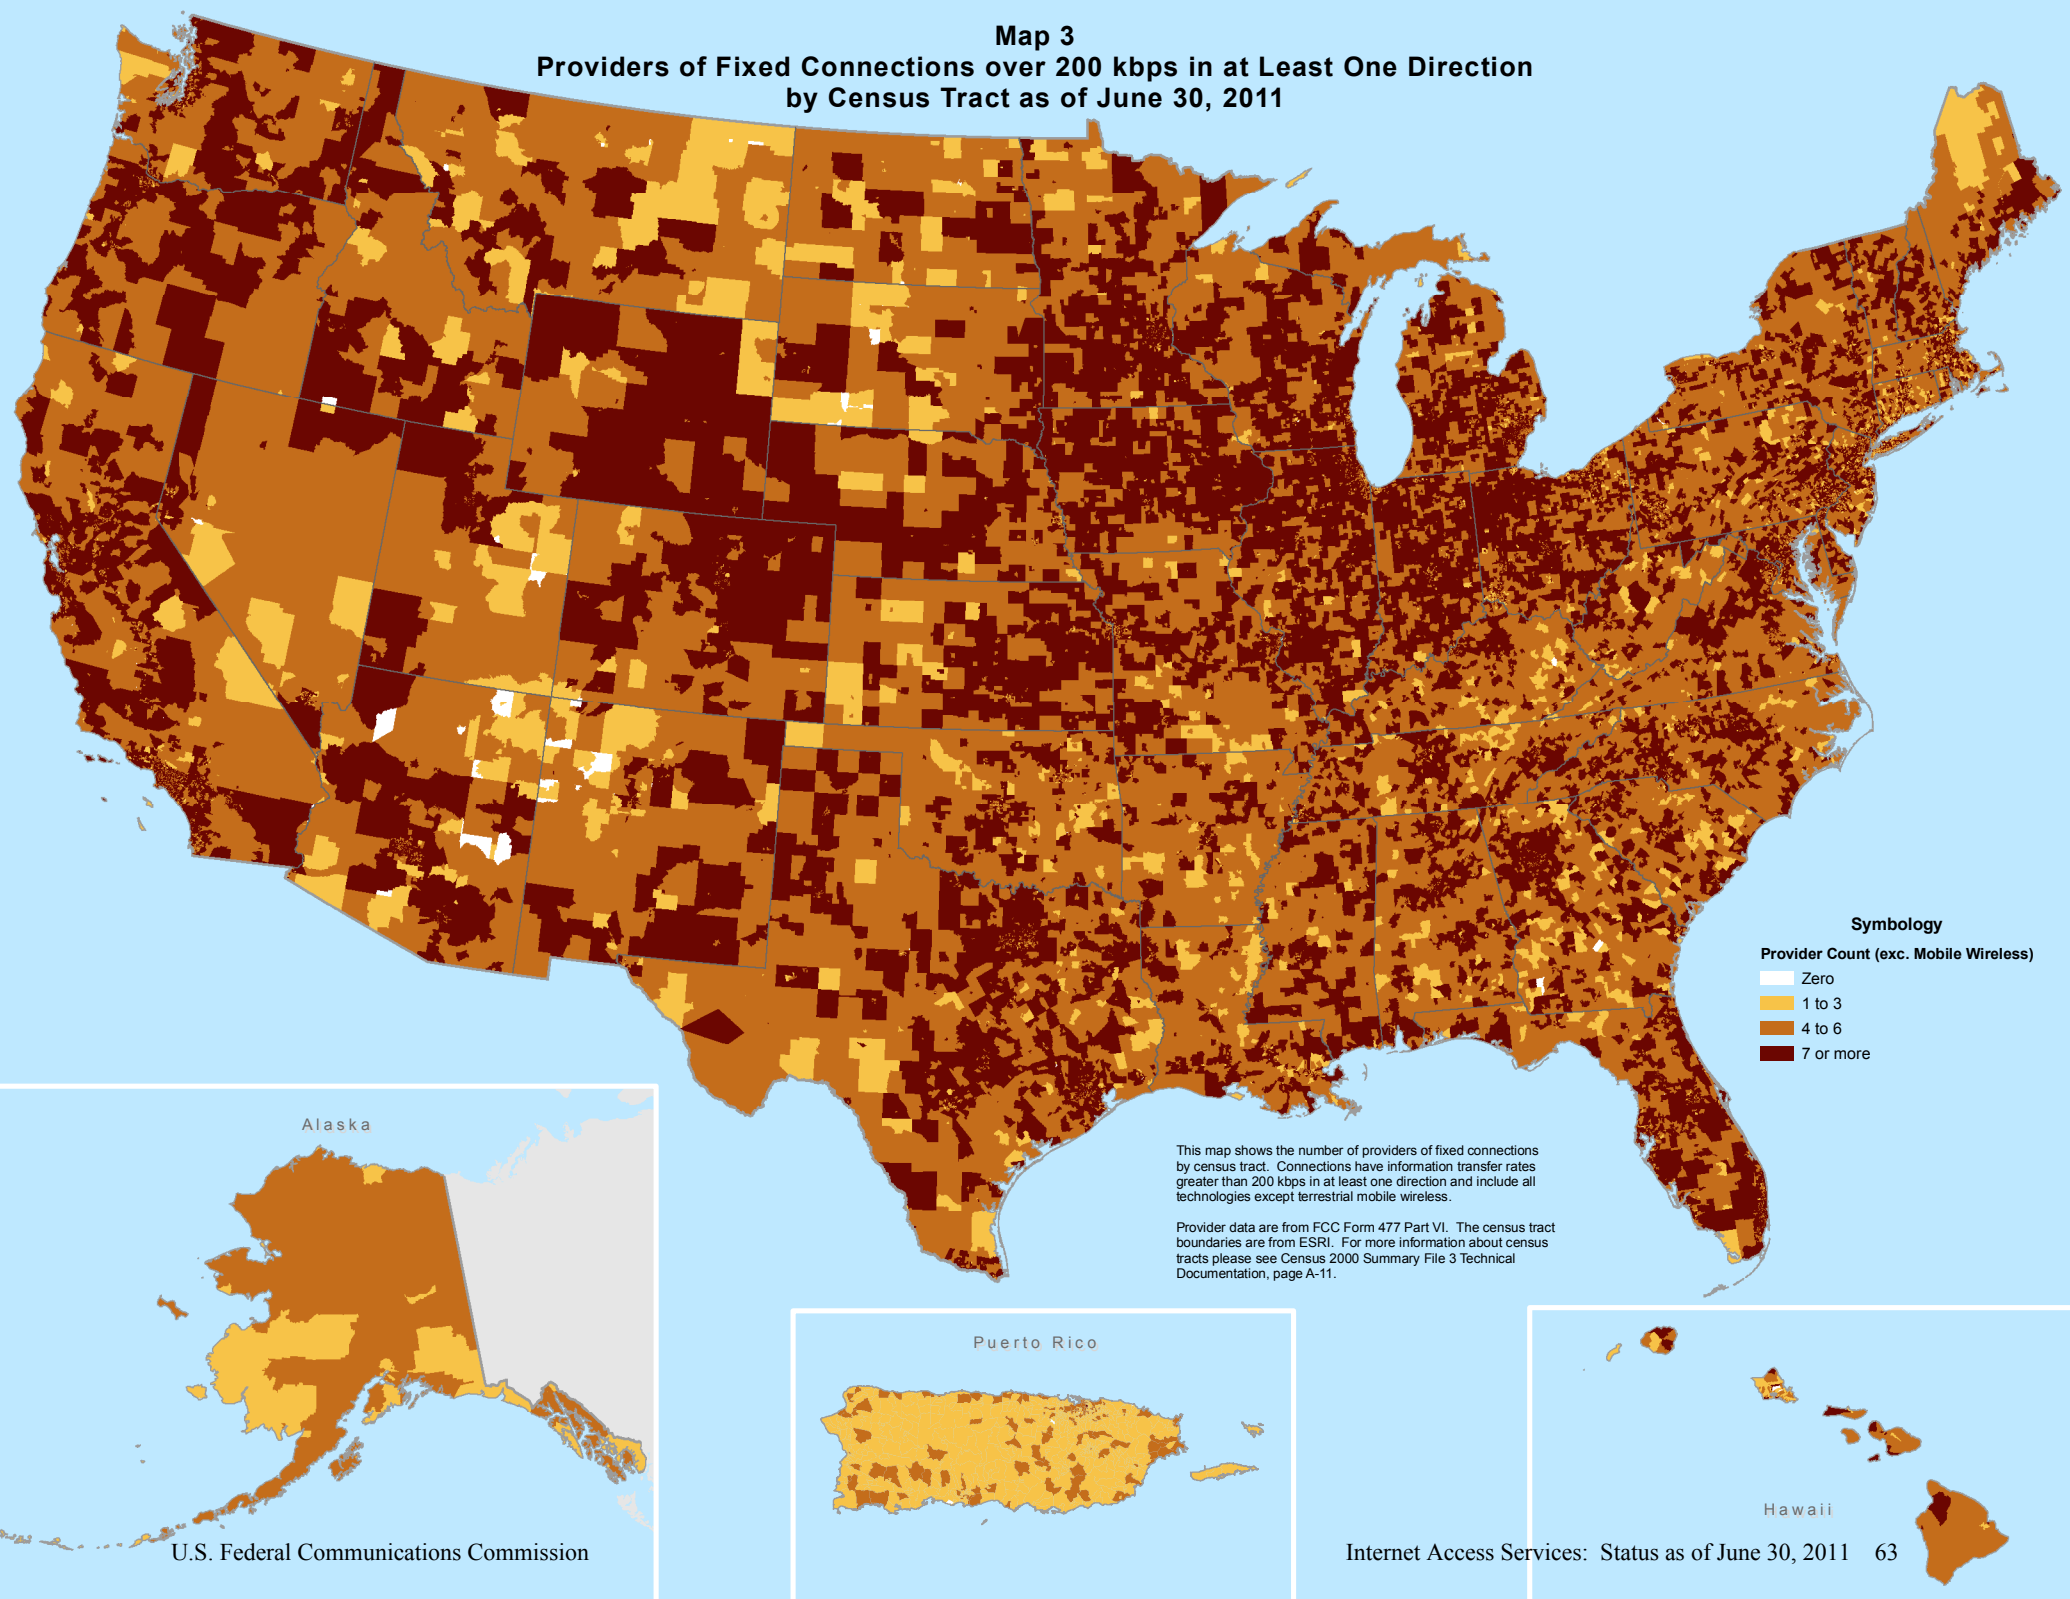 Map 3
Providers of Fixed Connections over 200 kbps in at Least One Direction
by Census Tract as of June 30, 2011
Symbology
Provider Count (exc. Mobile Wireless)
Zero
1 to 3
4 to 6
7 or more
Alaska
This map shows the number of providers of fixed connections
by census tract. Connections have information transfer rates
greater than 200 kbps in at least one direction and include all
technologies except terrestrial mobile wireless.
Provider data are from FCC Form 477 Part VI. The census tract
boundaries are from ESRI. For more information about census
tracts please see Census 2000 Summary File 3 Technical
Documentation, page A-11.
Puerto Rico
Hawaii
U.S. Federal Communications Commission
Internet Access Services: Status as of June 30, 2011 63